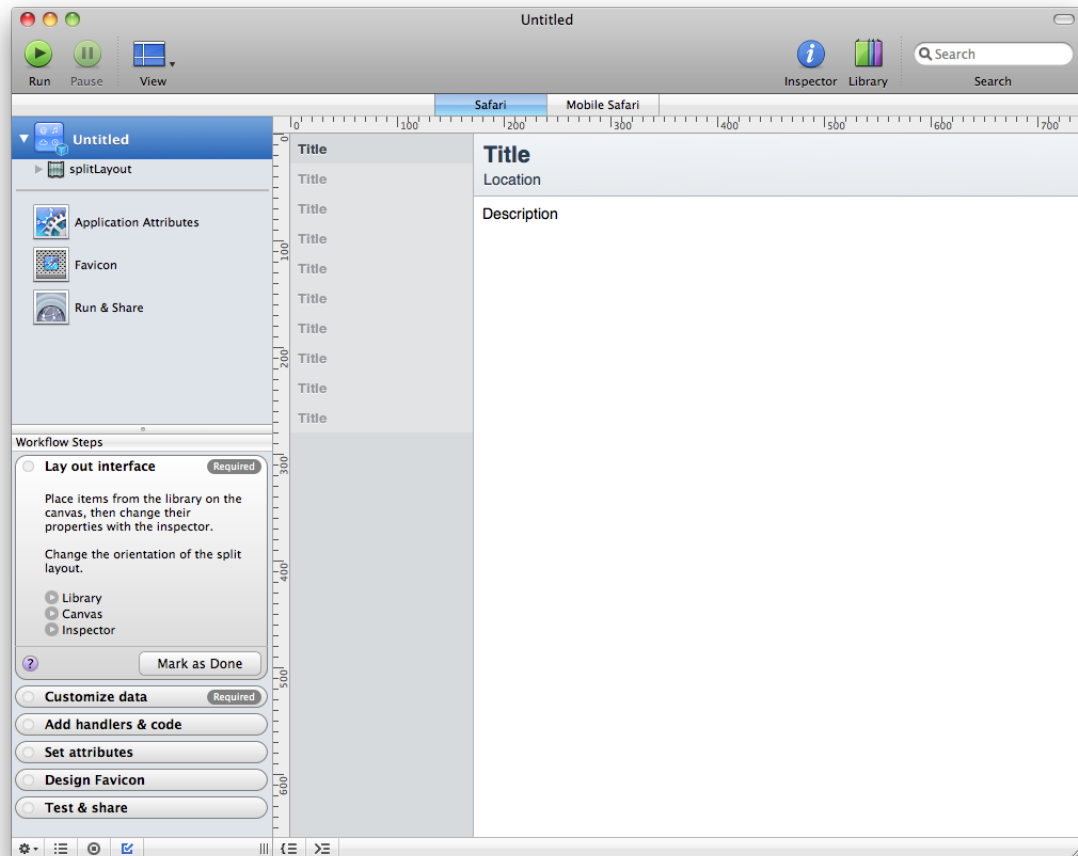 Untitled
Run
Pause
View
Inspector
Library
Search
Search
Safari
Mobile Safari
Untitled
splitLayout
Application Attributes
Favicon
Run & Share
Workflow Steps
Lay out interface
Required
Place items from the library on the
canvas, then change their
properties with the inspector.
Change the orientation of the split
layout.
Library
Canvas
Inspector
?
Mark as Done
Customize data
Required
Add handlers & code
Set attributes
Design Favicon
Test & share
0 100 200 300 400 500 600 700
0
100
200
300
400
500
600
Title
Title
Title
Title
Title
Title
Title
Title
Title
Title
Title
Location
Description